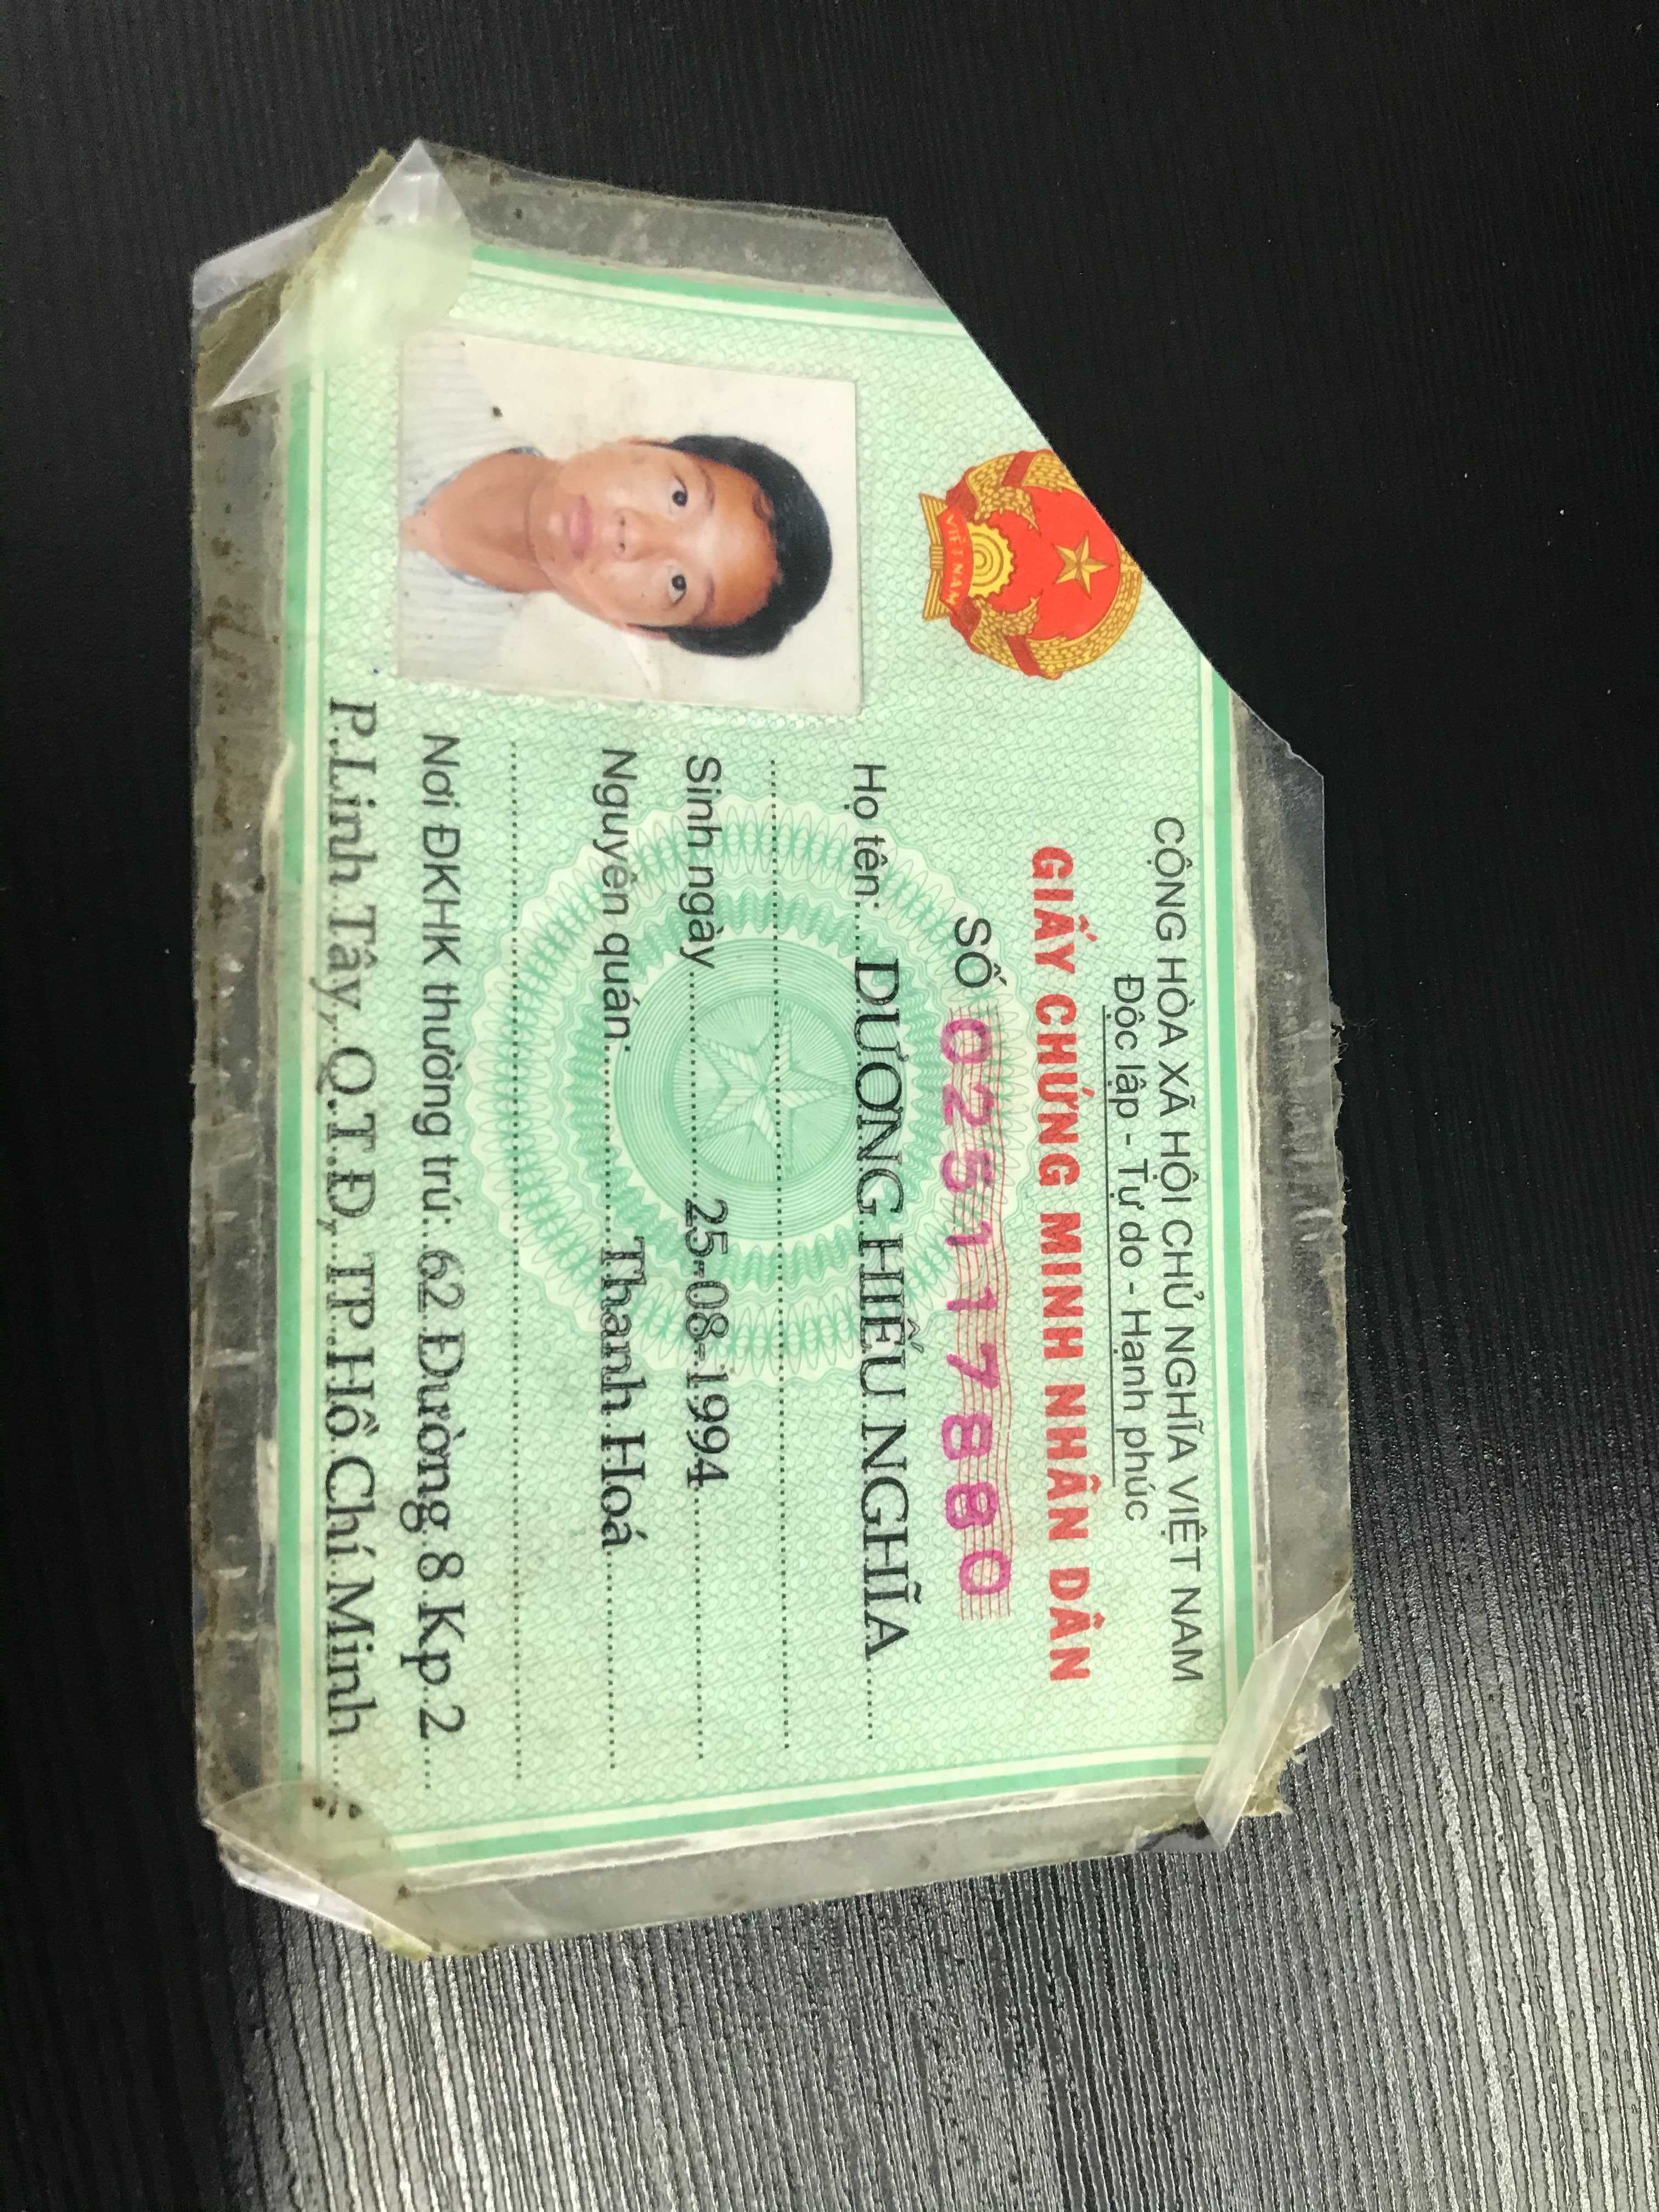 CỘNG HÒA XÃ HỘI CHỦ NGHĨA VIỆT NAM
Độc lập - Tự do - Hạnh phúc
GIẤY CHỨNG MINH NHÂN DÂN
SỐ 025117880
Họ tên: DƯƠNG HIẾU NGHĨA
Sinh ngày 25-08-1994
Nguyên quán: Thanh Hoá
Nơi ĐKHK thường trú: 62 Đường 8 Kp 2
P.Linh Tây, Q.T.Đ, TP.Hồ Chí Minh
VIỆT NAM